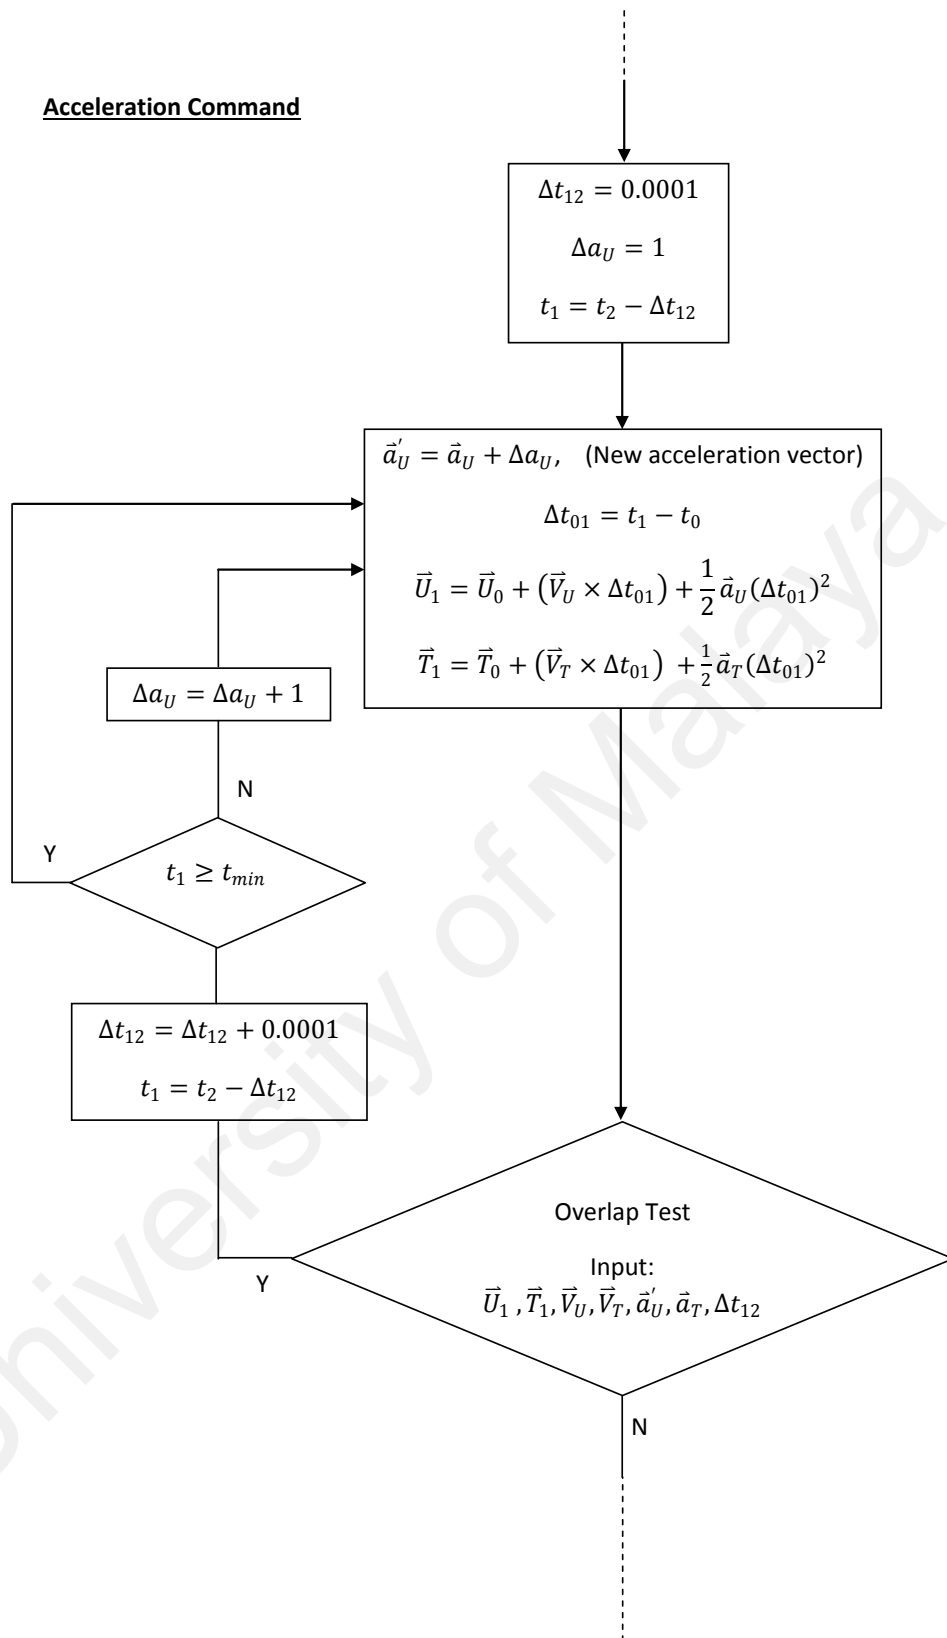 Acceleration Command
Δt₁₂ = 0.0001
Δa_U = 1
t₁ = t₂ − Δt₁₂
a⃗′_U = a⃗_U + Δa_U, (New acceleration vector)
Δt₀₁ = t₁ − t₀
U⃗₁ = U⃗₀ + (V⃗_U × Δt₀₁) + ½ a⃗_U(Δt₀₁)²
T⃗₁ = T⃗₀ + (V⃗_T × Δt₀₁) + ½ a⃗_T(Δt₀₁)²
Δa_U = Δa_U + 1
N
Y
t₁ ≥ t_min
Δt₁₂ = Δt₁₂ + 0.0001
t₁ = t₂ − Δt₁₂
Overlap Test
Input:
U⃗₁ , T⃗₁, V⃗_U, V⃗_T, a⃗′_U, a⃗_T, Δt₁₂
Y
N
University of Malaya